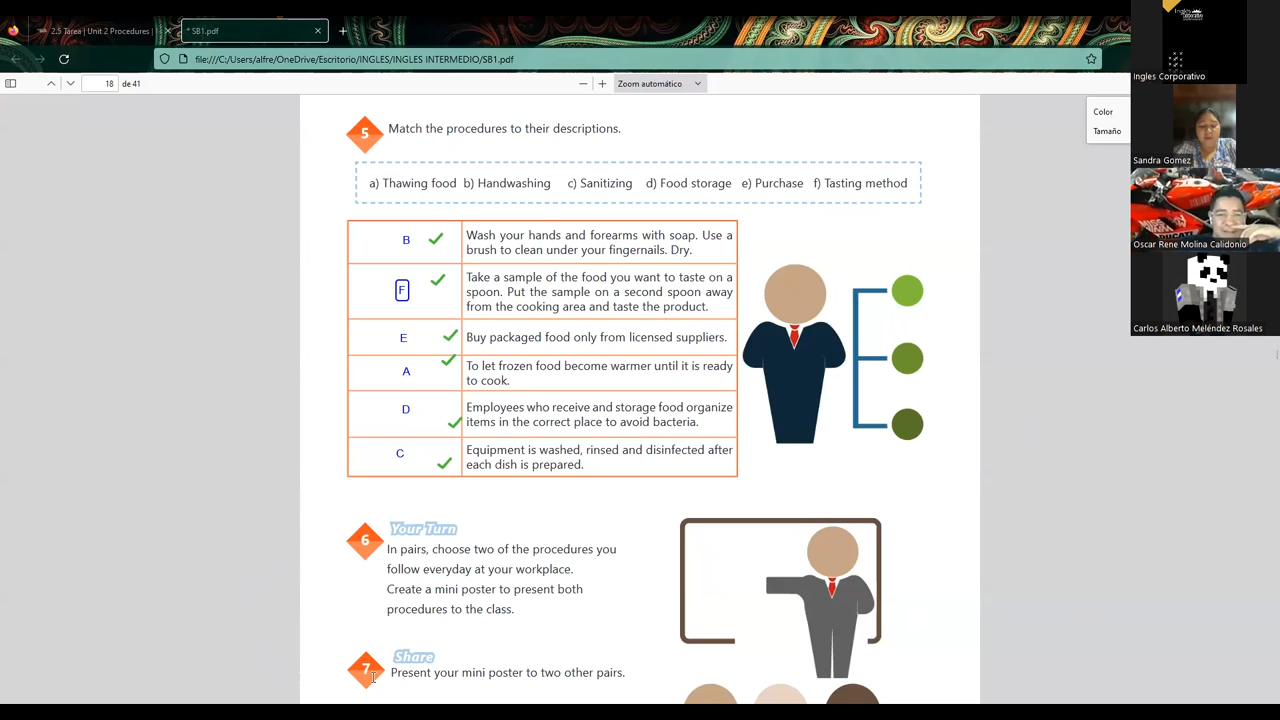 2.5 Tarea | Unit 2 Procedures |
* SB1.pdf
file:///C:/Users/alfre/OneDrive/Escritorio/INGLES/INGLES INTERMEDIO/SB1.pdf
18 de 41
Zoom automático
Color
Tamaño
Ingles
Corporativo
Ingles Corporativo
Sandra Gomez
Oscar Rene Molina Calidonio
Carlos Alberto Meléndez Rosales
5 Match the procedures to their descriptions.
a) Thawing food b) Handwashing c) Sanitizing d) Food storage e) Purchase f) Tasting method
B
Wash your hands and forearms with soap. Use a
brush to clean under your fingernails. Dry.
F
Take a sample of the food you want to taste on a
spoon. Put the sample on a second spoon away
from the cooking area and taste the product.
E
Buy packaged food only from licensed suppliers.
A
To let frozen food become warmer until it is ready
to cook.
D
Employees who receive and storage food organize
items in the correct place to avoid bacteria.
C
Equipment is washed, rinsed and disinfected after
each dish is prepared.
6 Your Turn
In pairs, choose two of the procedures you
follow everyday at your workplace.
Create a mini poster to present both
procedures to the class.
7 Share
Present your mini poster to two other pairs.